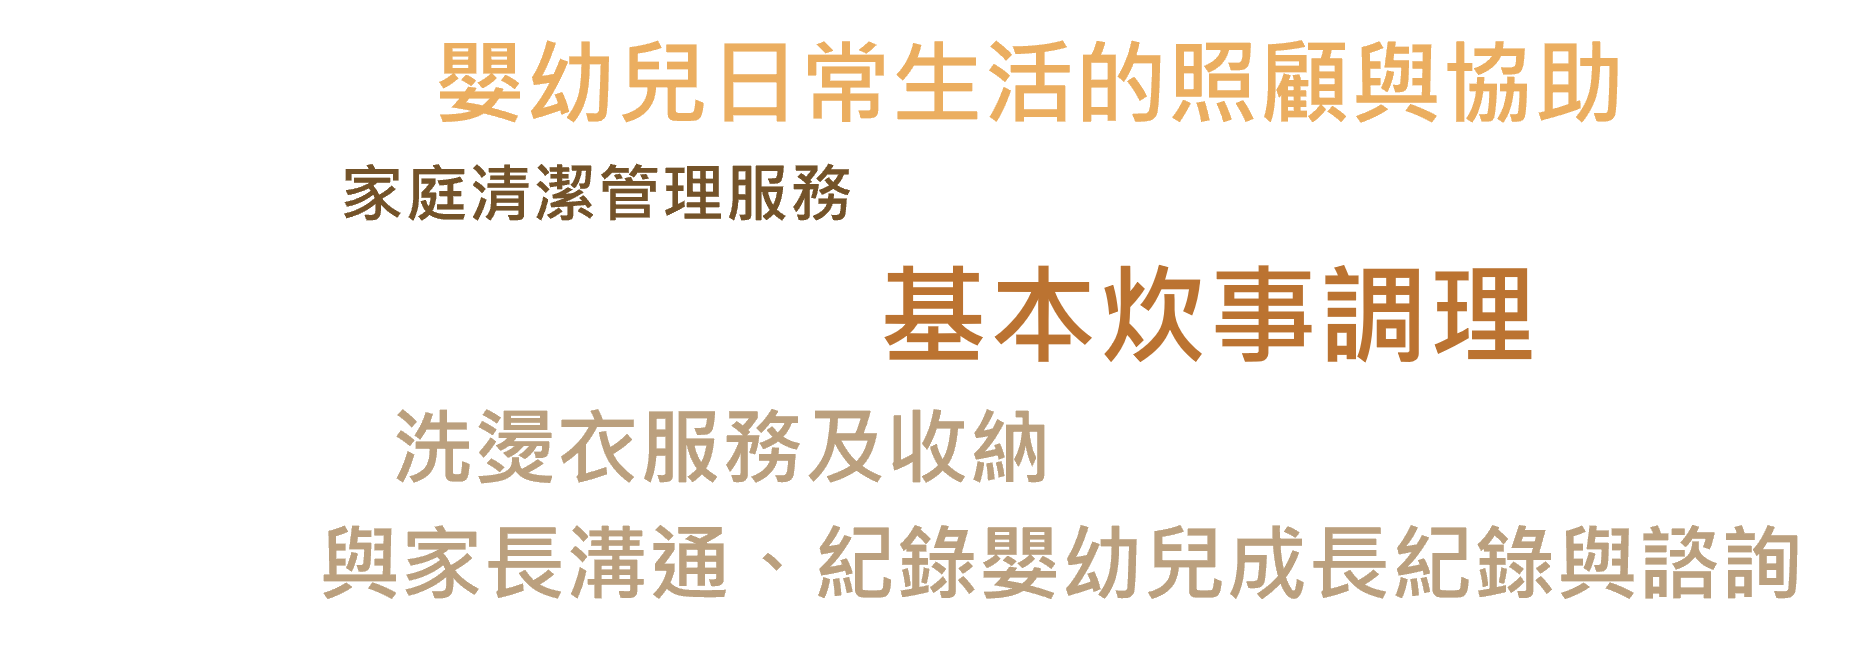 嬰幼兒日常生活的照顧與協助
家庭清潔管理服務
基本炊事調理
洗燙衣服務及收納
與家長溝通、紀錄嬰幼兒成長紀錄與諮詢